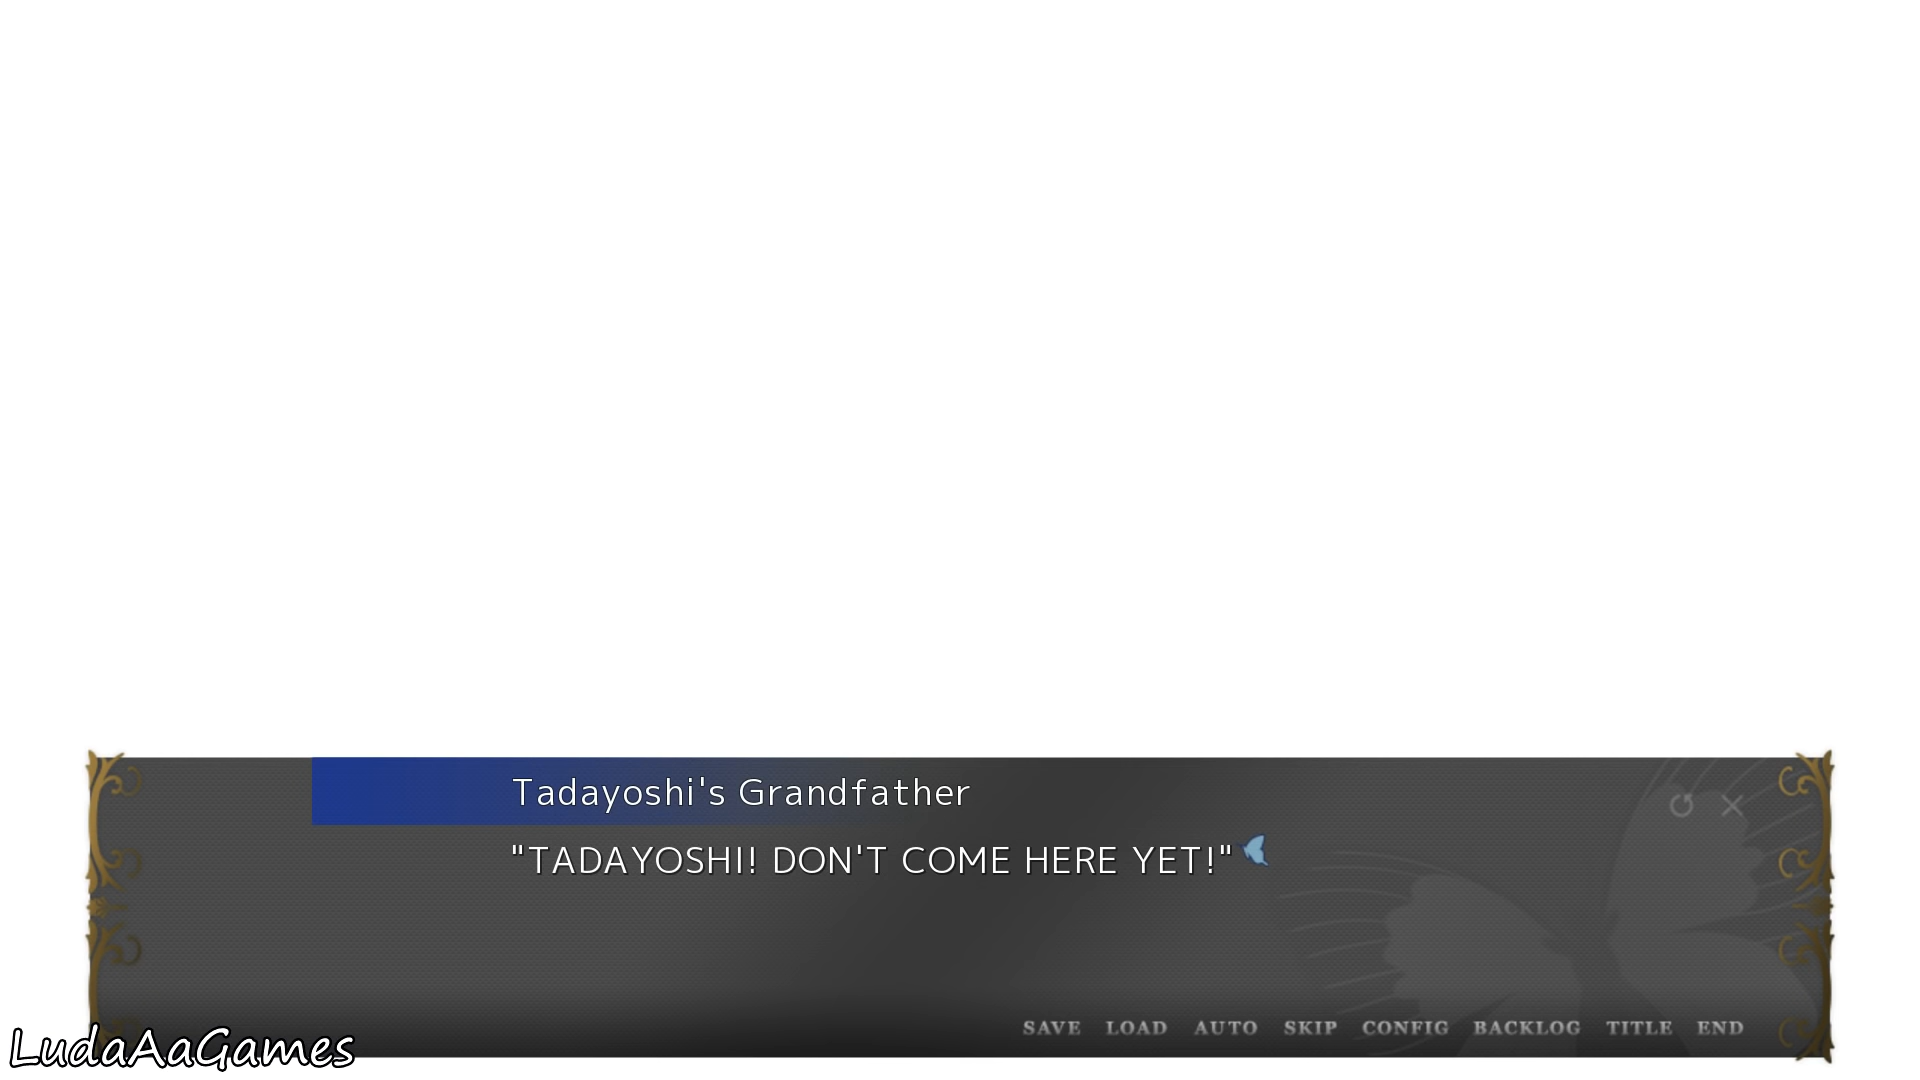 Tadayoshi's Grandfather
"TADAYOSHI! DON'T COME HERE YET!"
SAVE LOAD AUTO SKIP CONFIG BACKLOG TITLE END
LudaAaGames